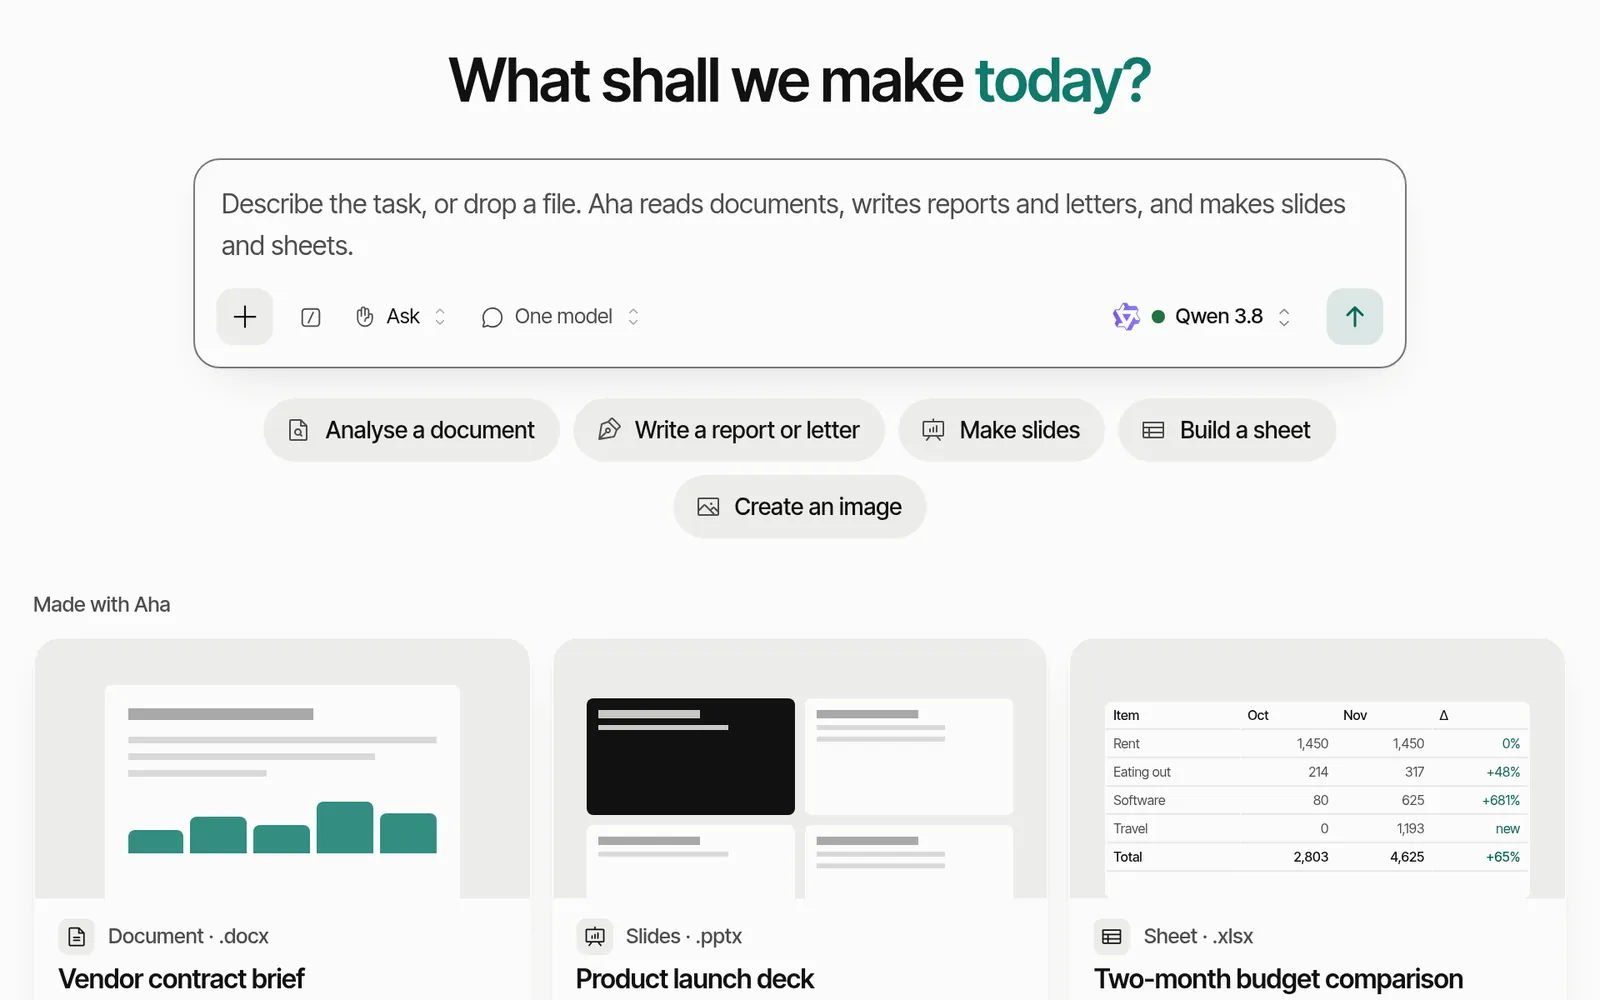 What shall we make today?
Describe the task, or drop a file. Aha reads documents, writes reports and letters, and makes slides
and sheets.
Ask
One model
Qwen 3.8
Analyse a document
Write a report or letter
Make slides
Build a sheet
Create an image
Made with Aha
Item Oct Nov Δ
Rent 1,450 1,450 0%
Eating out 214 317 +48%
Software 80 625 +681%
Travel 0 1,193 new
Total 2,803 4,625 +65%
Document · .docx
Vendor contract brief
Slides · .pptx
Product launch deck
Sheet · .xlsx
Two-month budget comparison